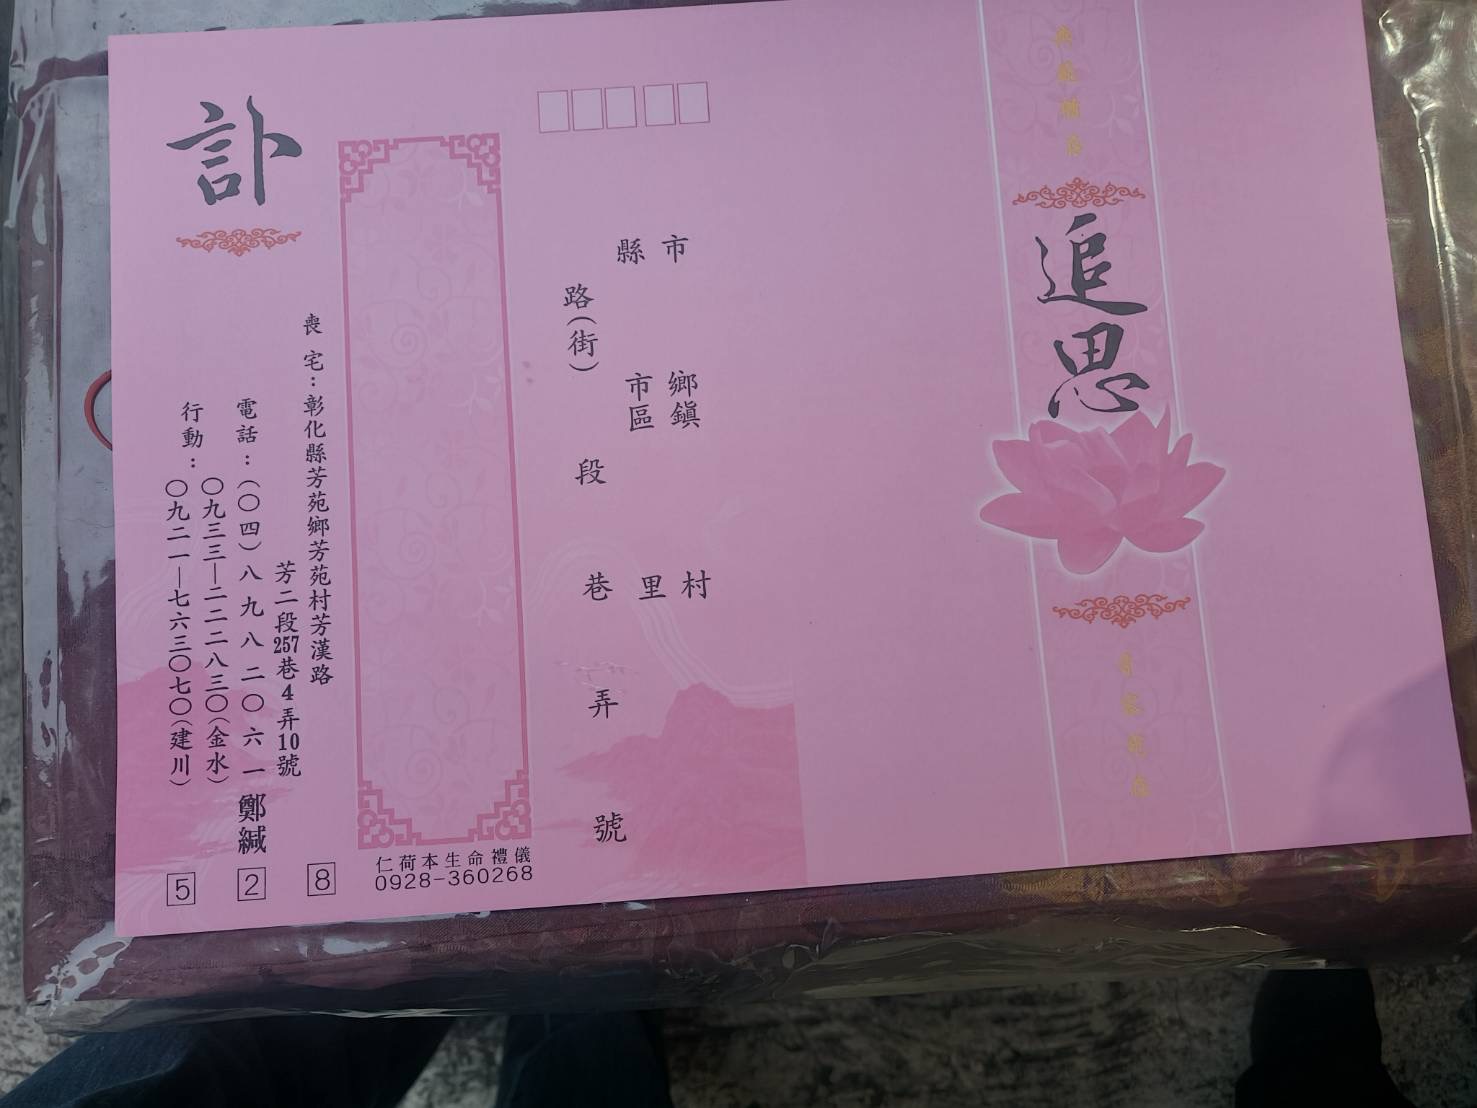 追思
市
縣
鄉鎮
市區
村
里
路(街)
段
巷
弄
號
訃
喪宅：彰化縣芳苑鄉芳苑村芳漢路
芳二段257巷4弄10號
電話：(〇四)八九八二〇六一 鄭緘
行動：〇九三三—二二二八三〇(金水)
〇九二一—七六三〇七〇(建川)
5 2 8
仁荷本生命禮儀
0928-360268